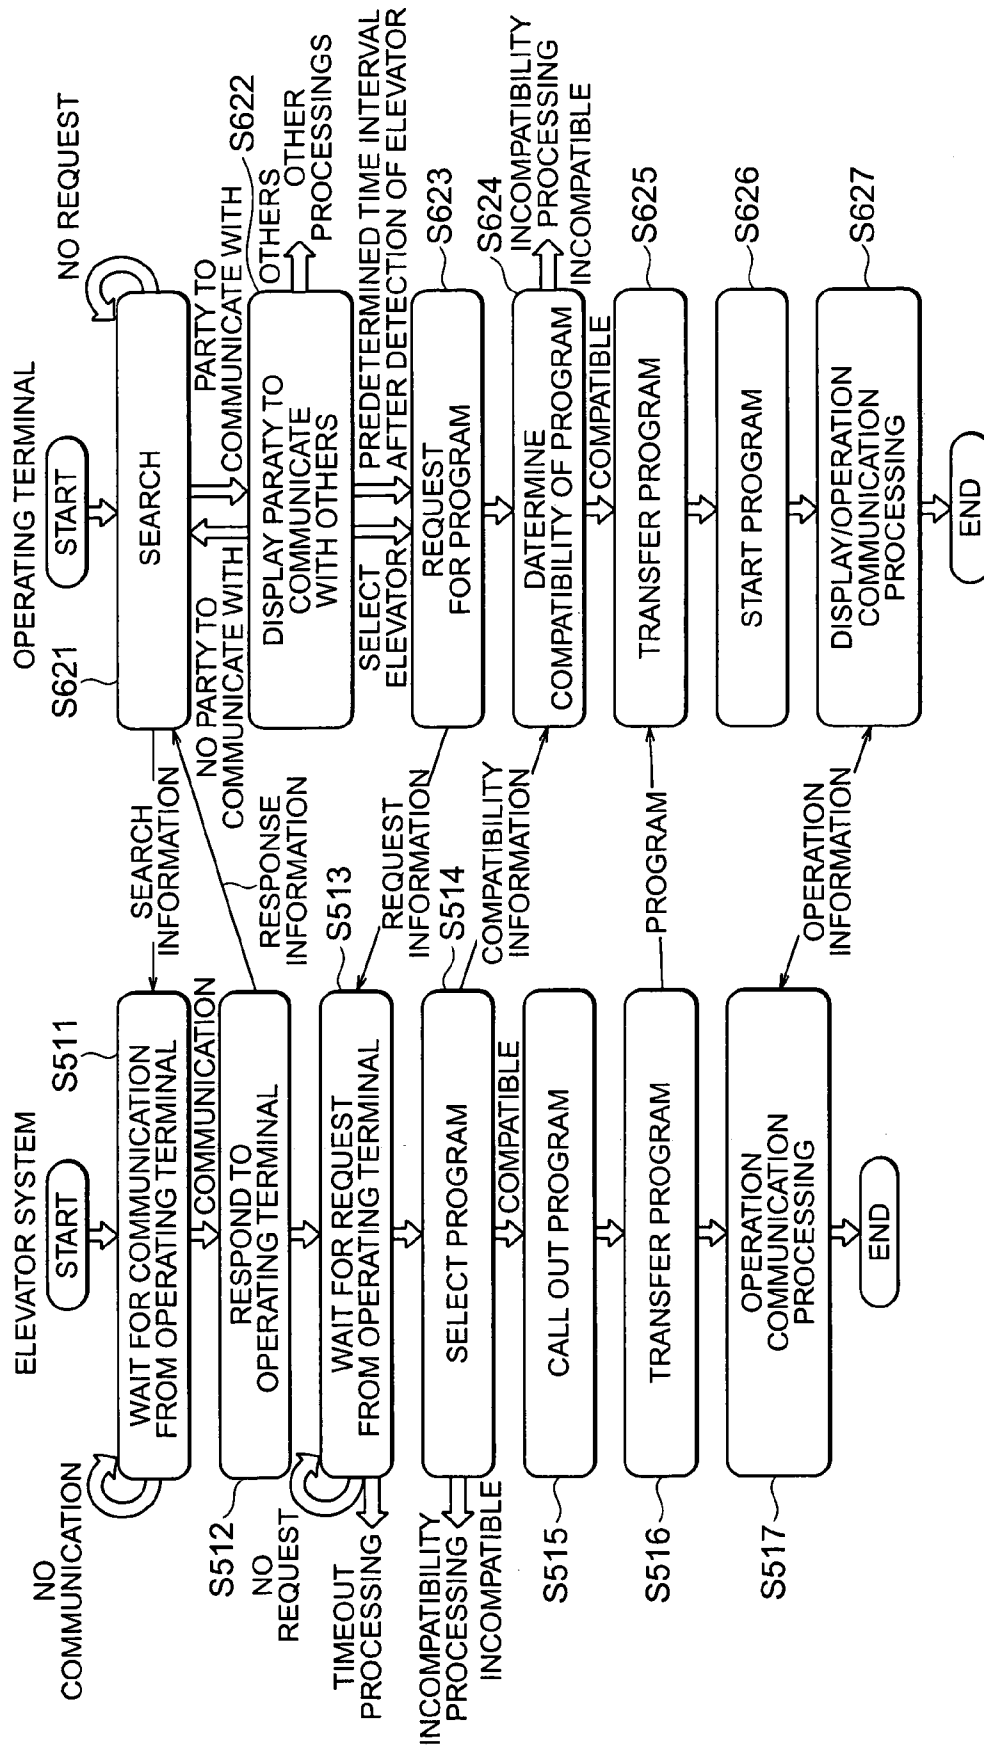 ELEVATOR SYSTEM
START
S511
NO
COMMUNICATION
WAIT FOR COMMUNICATION
FROM OPERATING TERMINAL
COMMUNICATION
S512
RESPOND TO
OPERATING TERMINAL
NO
REQUEST
S513
WAIT FOR REQUEST
FROM OPERATING TERMINAL
TIMEOUT
PROCESSING
S514
SELECT PROGRAM
INCOMPATIBILITY
PROCESSING
INCOMPATIBLE
COMPATIBLE
S515
CALL OUT PROGRAM
S516
TRANSFER PROGRAM
S517
OPERATION
COMMUNICATION
PROCESSING
END
SEARCH
INFORMATION
RESPONSE
INFORMATION
REQUEST
INFORMATION
COMPATIBILITY
INFORMATION
PROGRAM
OPERATION
INFORMATION
OPERATING TERMINAL
START
S621
NO REQUEST
SEARCH
NO PARTY TO
COMMUNICATE WITH
PARTY TO
COMMUNICATE WITH
S622
DISPLAY PARATY TO
COMMUNICATE
WITH OTHERS
OTHERS
OTHER
PROCESSINGS
SELECT
ELEVATOR
PREDETERMINED TIME INTERVAL
AFTER DETECTION OF ELEVATOR
S623
REQUEST
FOR PROGRAM
S624
DATERMINE
COMPATIBILITY OF PROGRAM
INCOMPATIBILITY
PROCESSING
INCOMPATIBLE
COMPATIBLE
S625
TRANSFER PROGRAM
S626
START PROGRAM
S627
DISPLAY/OPERATION
COMMUNICATION
PROCESSING
END